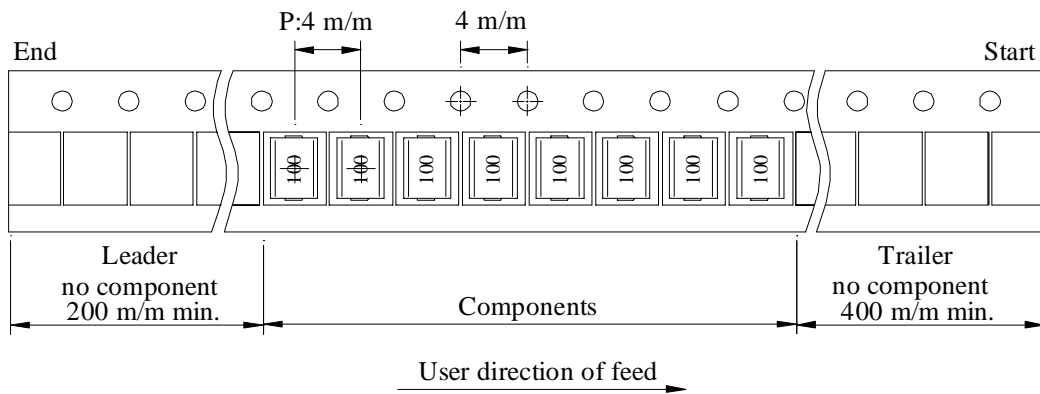 P:4 m/m
4 m/m
End
Start
100
100
100
100
100
100
100
100
Leader
no component
200 m/m min.
Components
Trailer
no component
400 m/m min.
User direction of feed